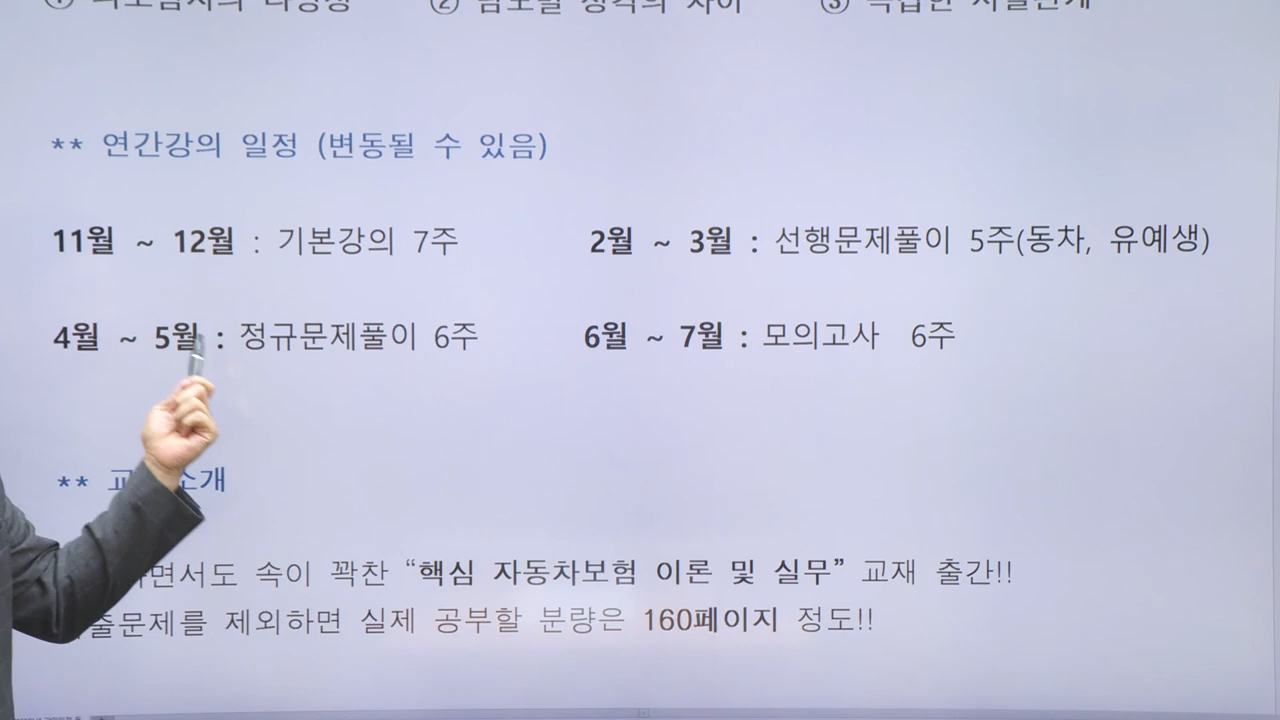 ** 연간강의 일정 (변동될 수 있음)
11월 ~ 12월 : 기본강의 7주
2월 ~ 3월 : 선행문제풀이 5주(동차, 유예생)
4월 ~ 5월 : 정규문제풀이 6주
6월 ~ 7월 : 모의고사 6주
** 소개
속이 꽉찬 “핵심 자동차보험 이론 및 실무” 교재 출간!!
제외하면 실제 공부할 분량은 160페이지 정도!!